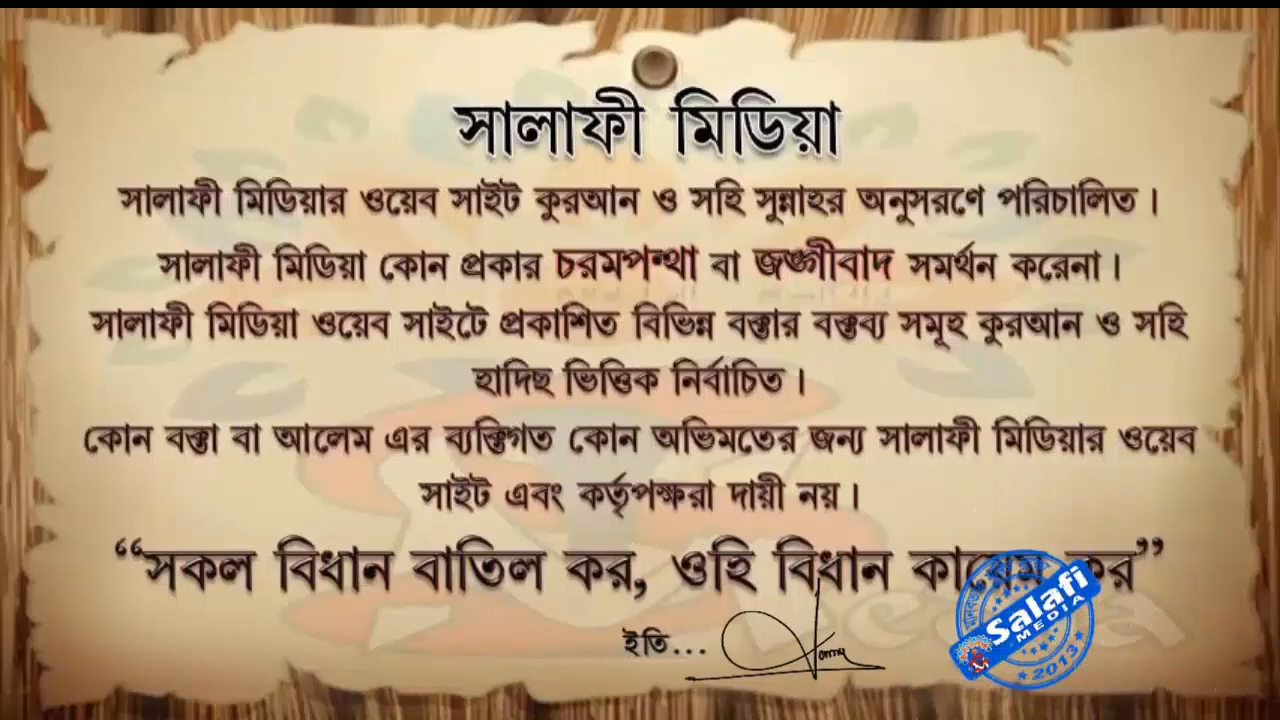 সালাফী মিডিয়া
সালাফী মিডিয়ার ওয়েব সাইট কুরআন ও সহি সুন্নাহর অনুসরণে পরিচালিত।
সালাফী মিডিয়া কোন প্রকার চরমপন্থা বা জঙ্গীবাদ সমর্থন করেনা।
সালাফী মিডিয়া ওয়েব সাইটে প্রকাশিত বিভিন্ন বক্তার বক্তব্য সমূহ কুরআন ও সহি
হাদিছ ভিত্তিক নির্বাচিত।
কোন বক্তা বা আলেম এর ব্যক্তিগত কোন অভিমতের জন্য সালাফী মিডিয়ার ওয়েব
সাইট এবং কর্তৃপক্ষরা দায়ী নয়।
“সকল বিধান বাতিল কর, ওহি বিধান কায়েম কর”
ইতি...
Salafi
MEDIA
2013